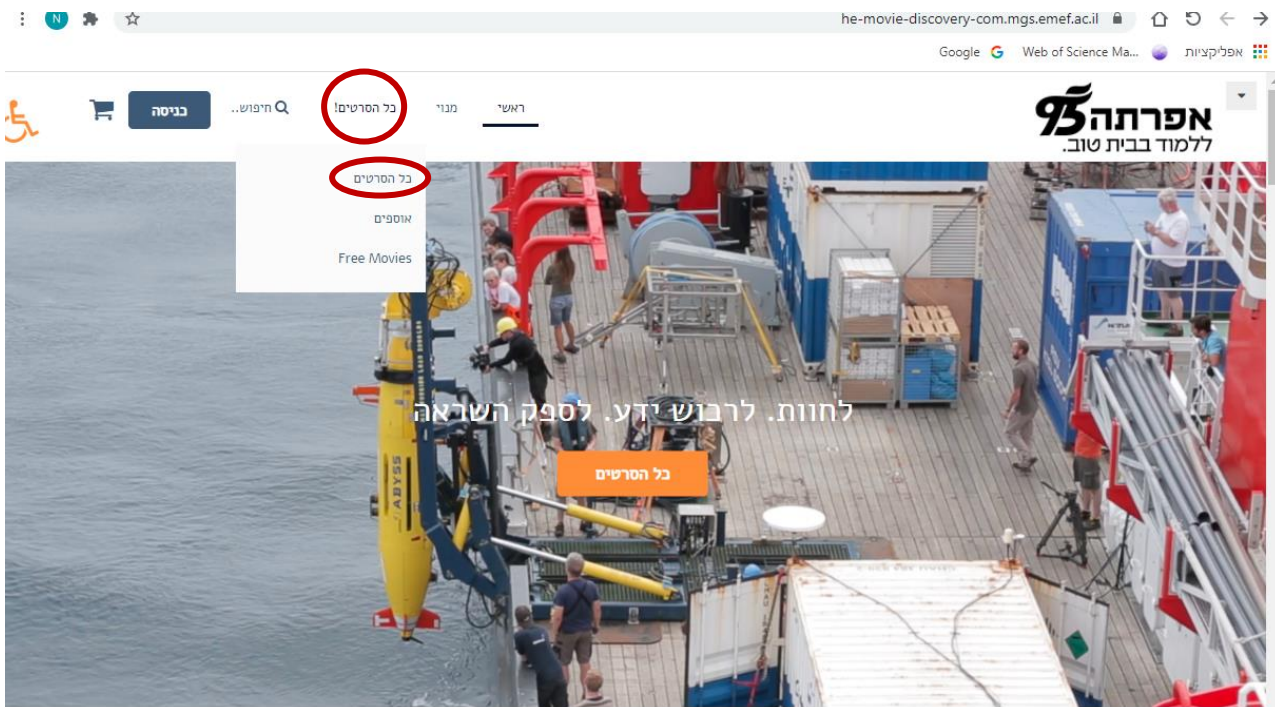 he-movie-discovery-com.mgs.emef.ac.il
N
אפליקציות
Web of Science Ma...
Google
אפרתה 95
ללמוד בבית טוב.
ראשי
מנוי
כל הסרטים!
חיפוש..
כניסה
כל הסרטים
אוספים
Free Movies
לחוות. לרכוש ידע. לספק השראה
כל הסרטים
ABYSS